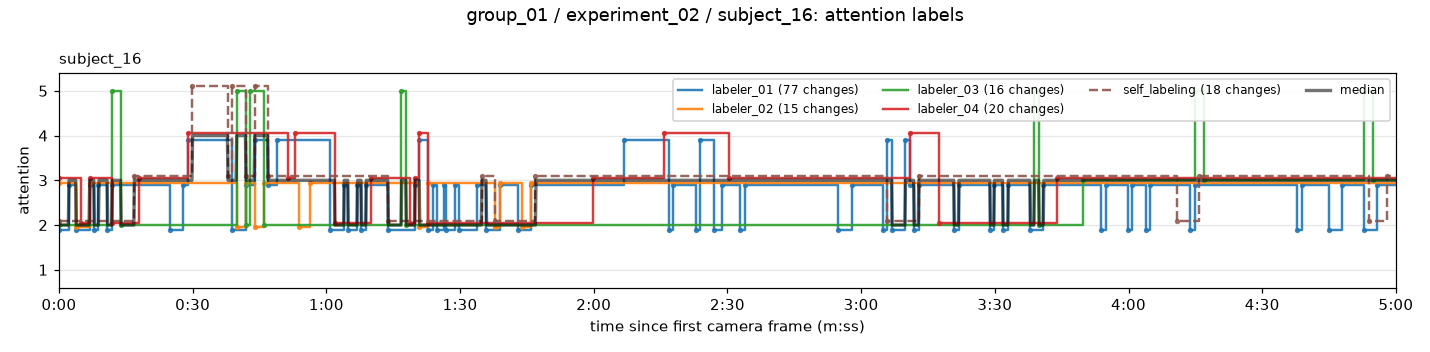 group_01 / experiment_02 / subject_16: attention labels
subject_16
labeler_01 (77 changes)
labeler_02 (15 changes)
labeler_03 (16 changes)
labeler_04 (20 changes)
self_labeling (18 changes)
median
attention
5
4
3
2
1
0:00 0:30 1:00 1:30 2:00 2:30 3:00 3:30 4:00 4:30 5:00
time since first camera frame (m:ss)